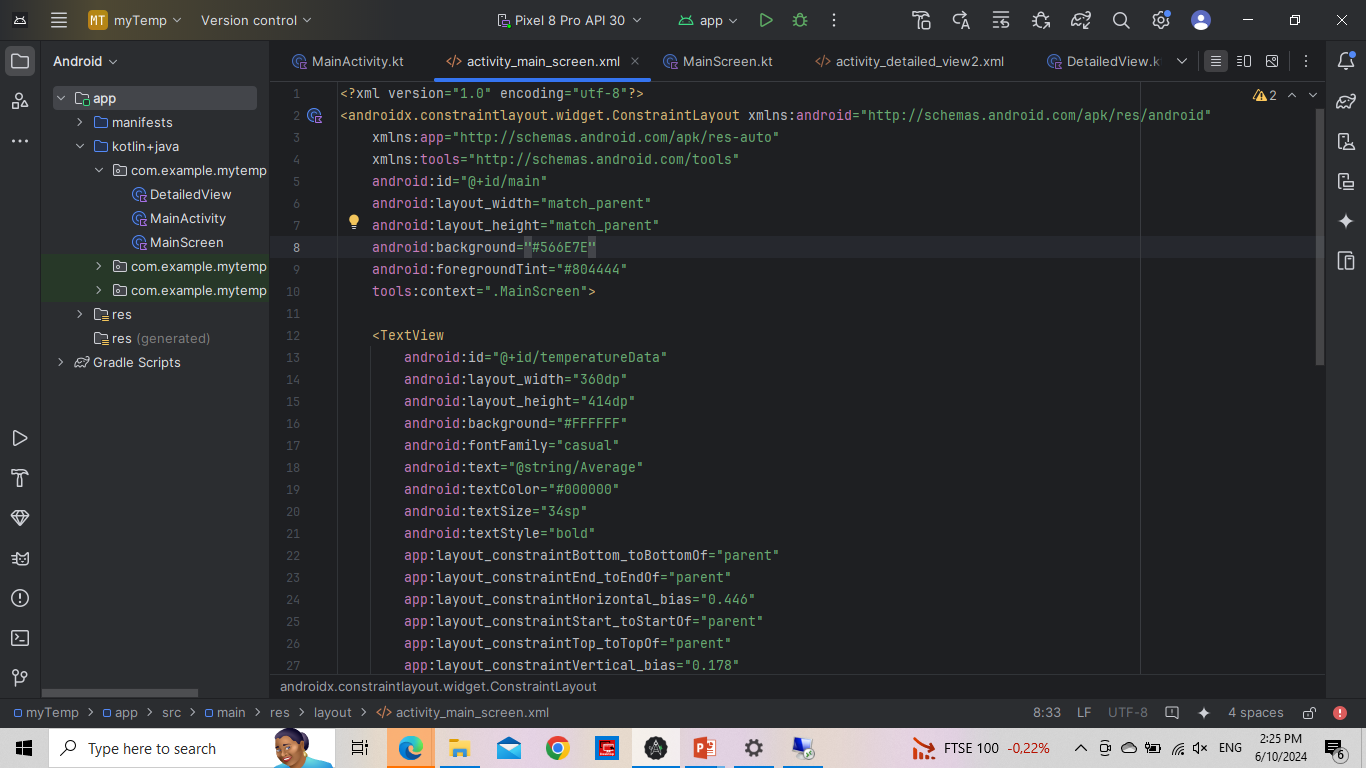 MT myTemp Version control Pixel 8 Pro API 30 app
Android
MainActivity.kt activity_main_screen.xml MainScreen.kt activity_detailed_view2.xml DetailedView.k
app
manifests
kotlin+java
com.example.mytemp
DetailedView
MainActivity
MainScreen
com.example.mytemp
com.example.mytemp
res
res (generated)
Gradle Scripts
2
1 <?xml version="1.0" encoding="utf-8"?>
2 <androidx.constraintlayout.widget.ConstraintLayout xmlns:android="http://schemas.android.com/apk/res/android"
3 xmlns:app="http://schemas.android.com/apk/res-auto"
4 xmlns:tools="http://schemas.android.com/tools"
5 android:id="@+id/main"
6 android:layout_width="match_parent"
7 android:layout_height="match_parent"
8 android:background="#566E7E"
9 android:foregroundTint="#804444"
10 tools:context=".MainScreen">
11
12 <TextView
13 android:id="@+id/temperatureData"
14 android:layout_width="360dp"
15 android:layout_height="414dp"
16 android:background="#FFFFFF"
17 android:fontFamily="casual"
18 android:text="@string/Average"
19 android:textColor="#000000"
20 android:textSize="34sp"
21 android:textStyle="bold"
22 app:layout_constraintBottom_toBottomOf="parent"
23 app:layout_constraintEnd_toEndOf="parent"
24 app:layout_constraintHorizontal_bias="0.446"
25 app:layout_constraintStart_toStartOf="parent"
26 app:layout_constraintTop_toTopOf="parent"
27 app:layout_constraintVertical_bias="0.178"
androidx.constraintlayout.widget.ConstraintLayout
myTemp > app > src > main > res > layout > activity_main_screen.xml 8:33 LF UTF-8 4 spaces
Type here to search FTSE 100 -0,22% ENG 2:25 PM
6/10/2024 6